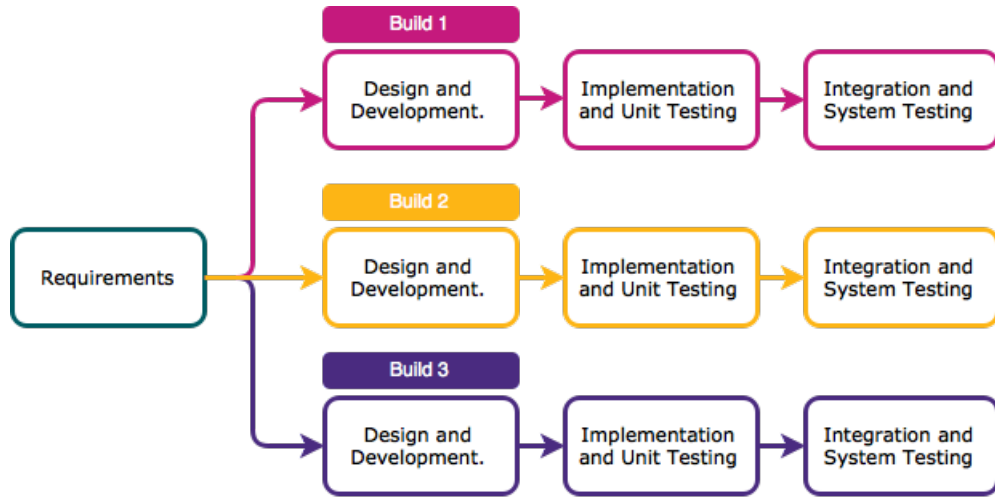 Build 1
Design and
Development.
Implementation
and Unit Testing
Integration and
System Testing
Build 2
Requirements
Design and
Development.
Implementation
and Unit Testing
Integration and
System Testing
Build 3
Design and
Development.
Implementation
and Unit Testing
Integration and
System Testing